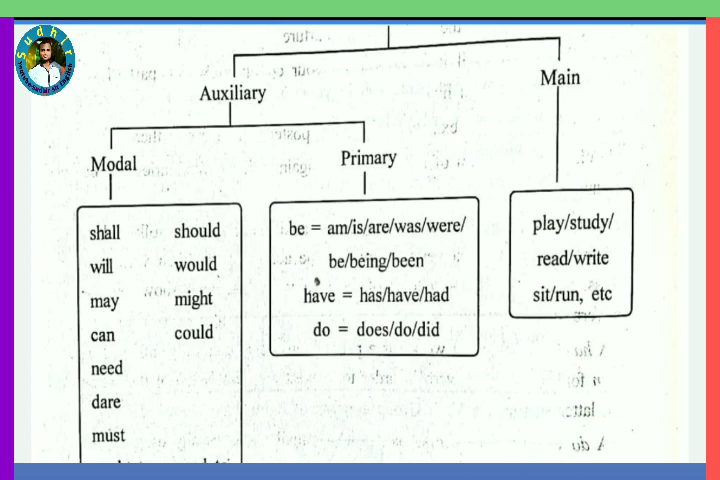 Sudhir
Auxiliary
Main
Modal
Primary
shall should
will would
may might
can could
need
dare
must
be = am/is/are/was/were/
be/being/been
have = has/have/had
do = does/do/did
play/study/
read/write
sit/run, etc